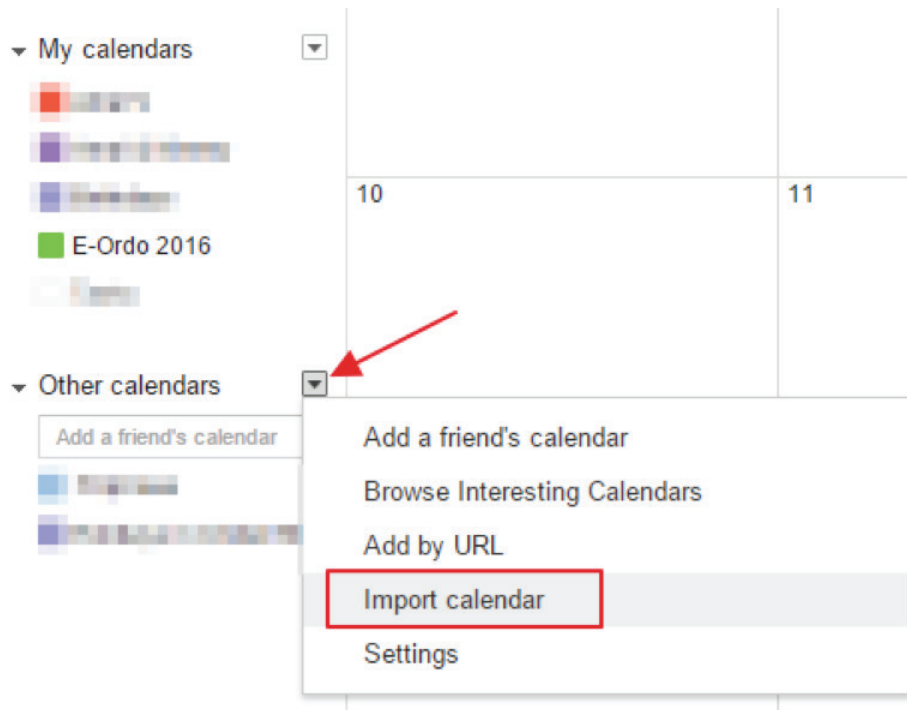 My calendars
E-Ordo 2016
10
11
Other calendars
Add a friend's calendar
Add a friend's calendar
Browse Interesting Calendars
Add by URL
Import calendar
Settings